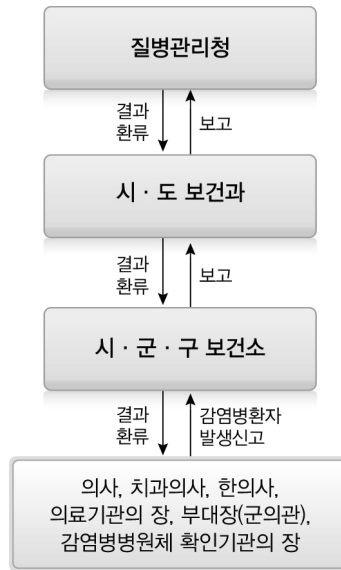 질병관리청
결과
환류
보고
시 · 도 보건과
결과
환류
보고
시 · 군 · 구 보건소
결과
환류
감염병환자
발생신고
의사, 치과의사, 한의사,
의료기관의 장, 부대장(군의관),
감염병병원체 확인기관의 장